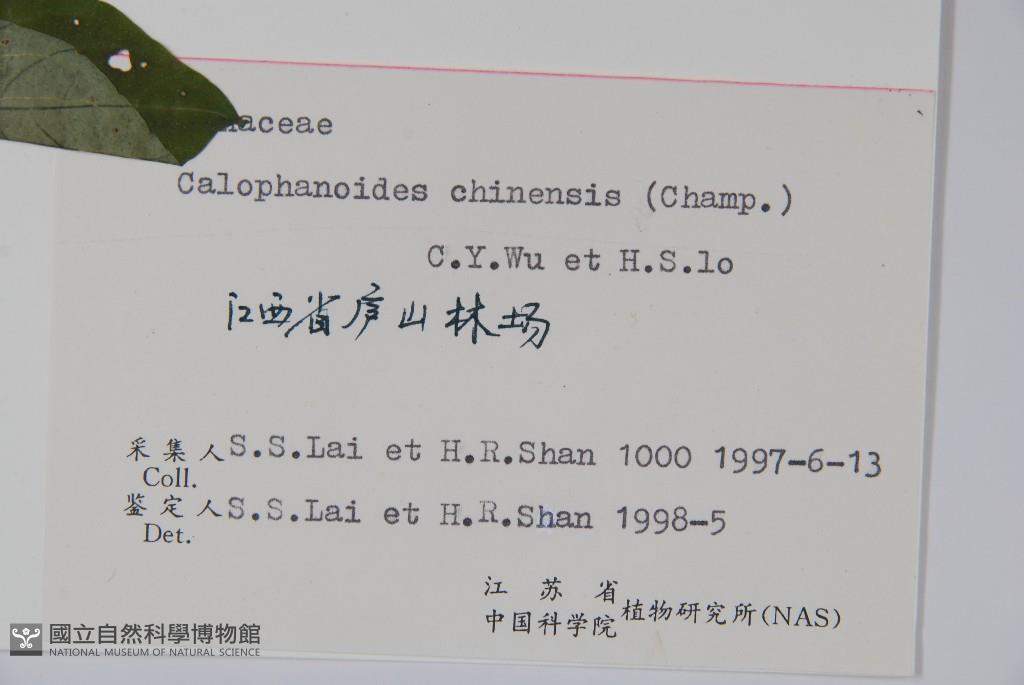 aceae
Calophanoides chinensis (Champ.)
C.Y.Wu et H.S.lo
江西省庐山林场
采集人 S.S.Lai et H.R.Shan 1000 1997-6-13
Coll.
鉴定人 S.S.Lai et H.R.Shan 1998-5
Det.
江苏省
中国科学院 植物研究所(NAS)
國立自然科學博物館
NATIONAL MUSEUM OF NATURAL SCIENCE